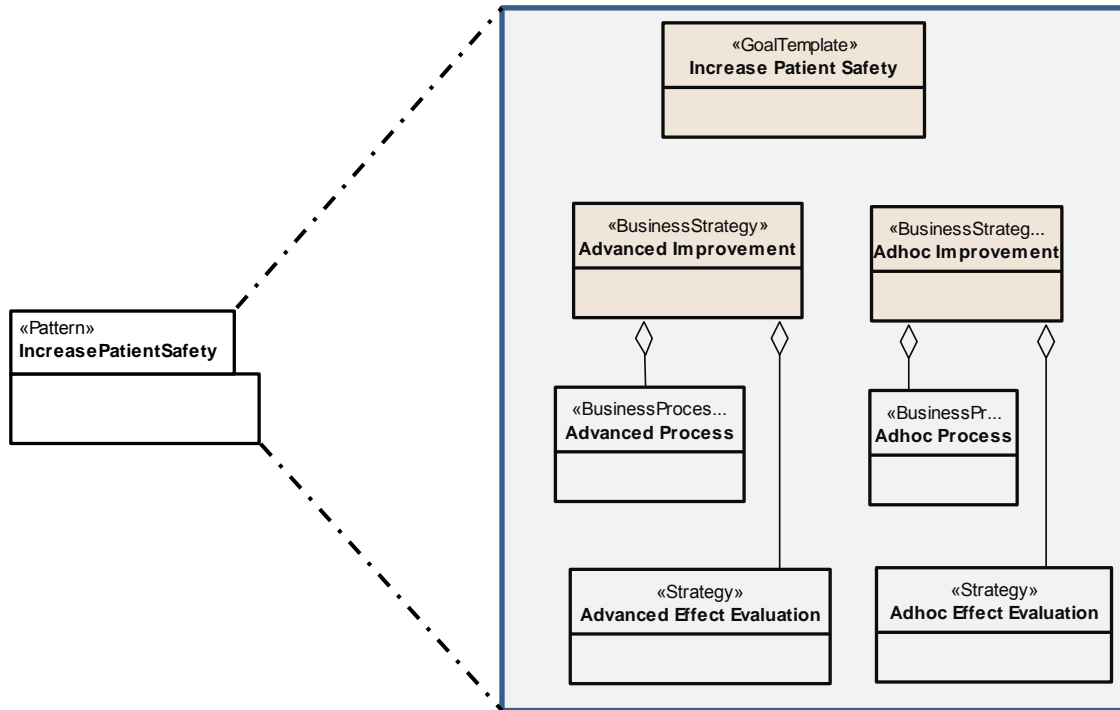 «GoalTemplate»
Increase Patient Safety
«BusinessStrategy»
Advanced Improvement
«BusinessStrateg...
Adhoc Improvement
«Pattern»
IncreasePatientSafety
«BusinessProces...
Advanced Process
«BusinessPr...
Adhoc Process
«Strategy»
Advanced Effect Evaluation
«Strategy»
Adhoc Effect Evaluation